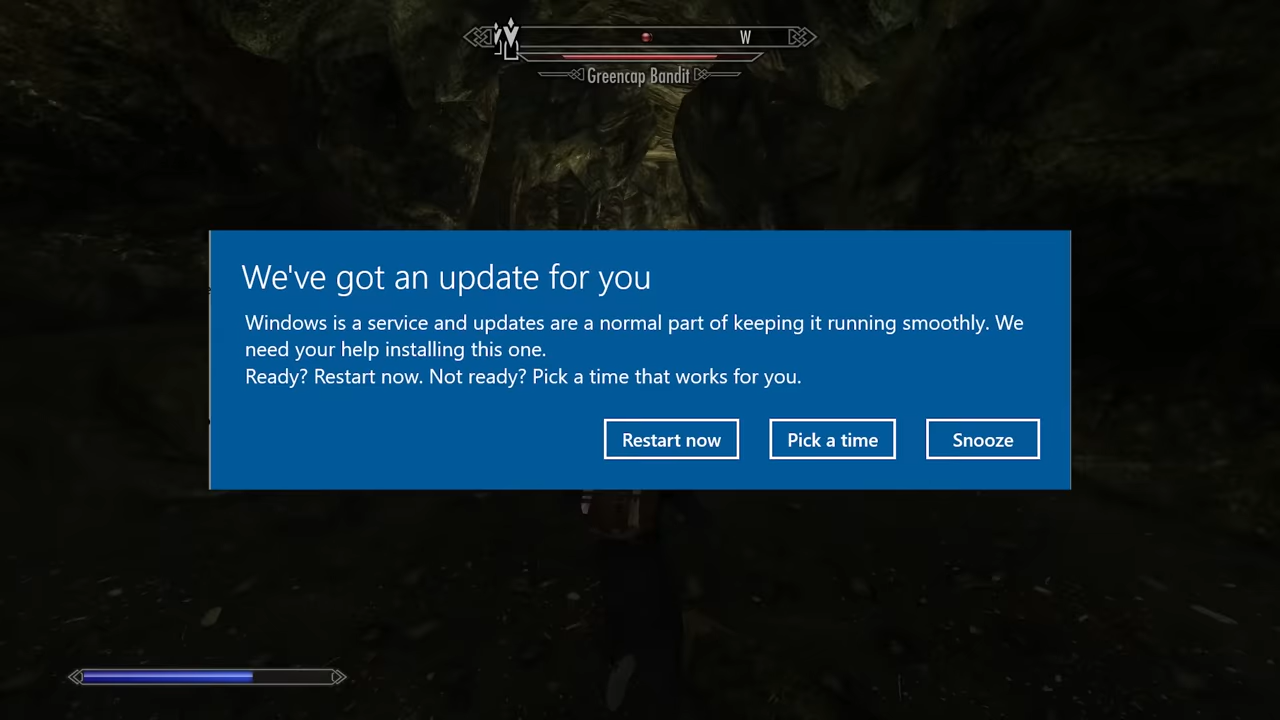 W
Greencap Bandit
We've got an update for you
Windows is a service and updates are a normal part of keeping it running smoothly. We
need your help installing this one.
Ready? Restart now. Not ready? Pick a time that works for you.
Restart now Pick a time Snooze